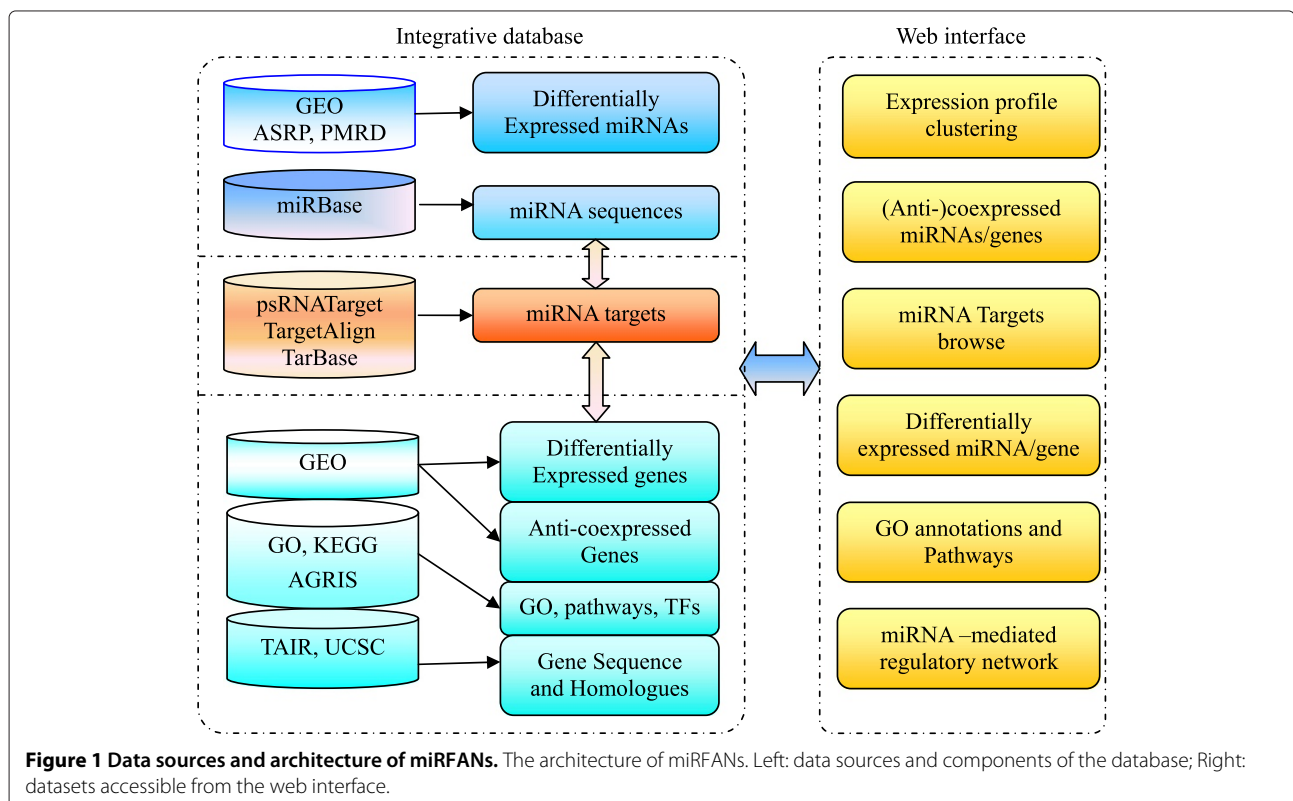 Integrative database
Web interface
GEO
ASRP, PMRD
Differentially
Expressed miRNAs
miRBase
miRNA sequences
psRNATarget
TargetAlign
TarBase
miRNA targets
GEO
Differentially
Expressed genes
Anti-coexpressed
Genes
GO, KEGG
AGRIS
GO, pathways, TFs
TAIR, UCSC
Gene Sequence
and Homologues
Expression profile
clustering
(Anti-)coexpressed
miRNAs/genes
miRNA Targets
browse
Differentially
expressed miRNA/gene
GO annotations and
Pathways
miRNA –mediated
regulatory network
Figure 1 Data sources and architecture of miRFANs. The architecture of miRFANs. Left: data sources and components of the database; Right:
datasets accessible from the web interface.